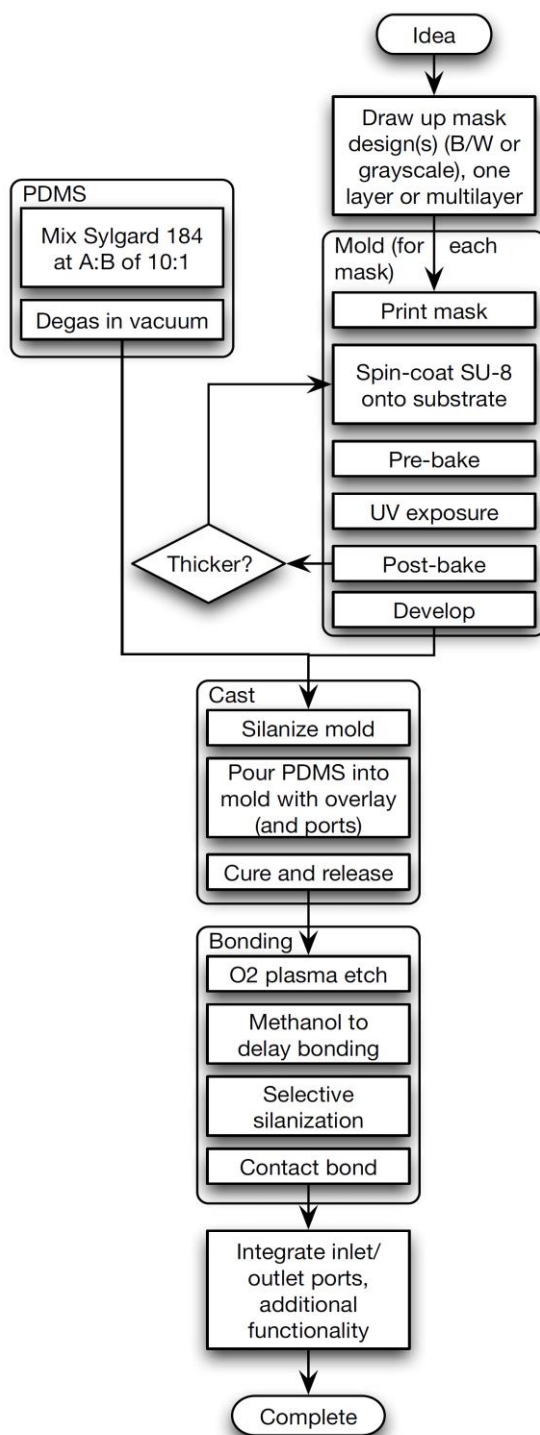 Idea
Draw up mask
design(s) (B/W or
grayscale), one
layer or multilayer
PDMS
Mix Sylgard 184
at A:B of 10:1
Degas in vacuum
Mold (for each
mask)
Print mask
Spin-coat SU-8
onto substrate
Pre-bake
UV exposure
Thicker?
Post-bake
Develop
Cast
Silanize mold
Pour PDMS into
mold with overlay
(and ports)
Cure and release
Bonding
O2 plasma etch
Methanol to
delay bonding
Selective
silanization
Contact bond
Integrate inlet/
outlet ports,
additional
functionality
Complete